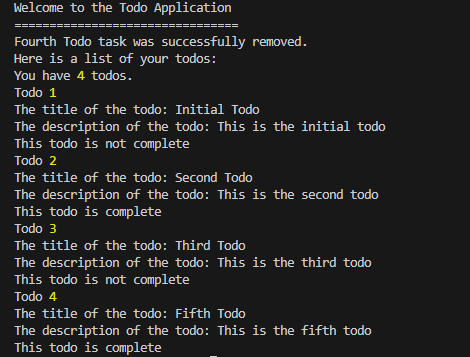 Welcome to the Todo Application
================================
Fourth Todo task was successfully removed.
Here is a list of your todos:
You have 4 todos.
Todo 1
The title of the todo: Initial Todo
The description of the todo: This is the initial todo
This todo is not complete
Todo 2
The title of the todo: Second Todo
The description of the todo: This is the second todo
This todo is complete
Todo 3
The title of the todo: Third Todo
The description of the todo: This is the third todo
This todo is not complete
Todo 4
The title of the todo: Fifth Todo
The description of the todo: This is the fifth todo
This todo is complete